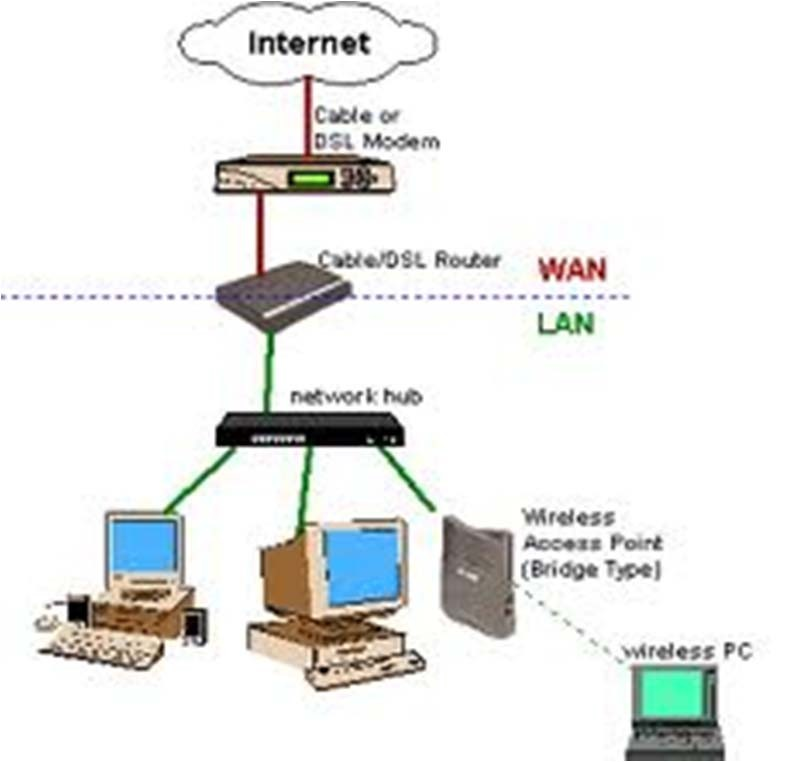 Internet
Cable or
DSL Modem
Cable/DSL Router
WAN
LAN
network hub
Wireless
Access Point
(Bridge Type)
wireless PC